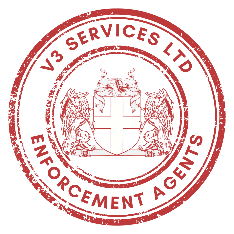 V3 SERVICES LTD
ENFORCEMENT AGENTS